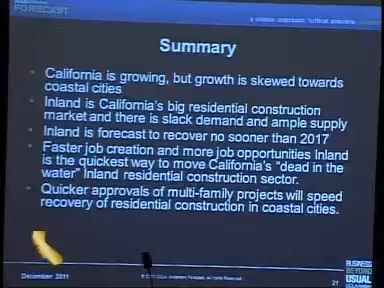 FORECAST
Summary
California is growing, but growth is skewed towards
coastal cities
Inland is California's big residential construction
market and there is slack demand and ample supply
Inland is forecast to recover no sooner than 2017
Faster job creation and more job opportunities Inland
is the quickest way to move California's "dead in the
water" Inland residential construction sector.
Quicker approvals of multi-family projects will speed
recovery of residential construction in coastal cities.
December 2011
21
BUSINESS
BEYOND
USUAL